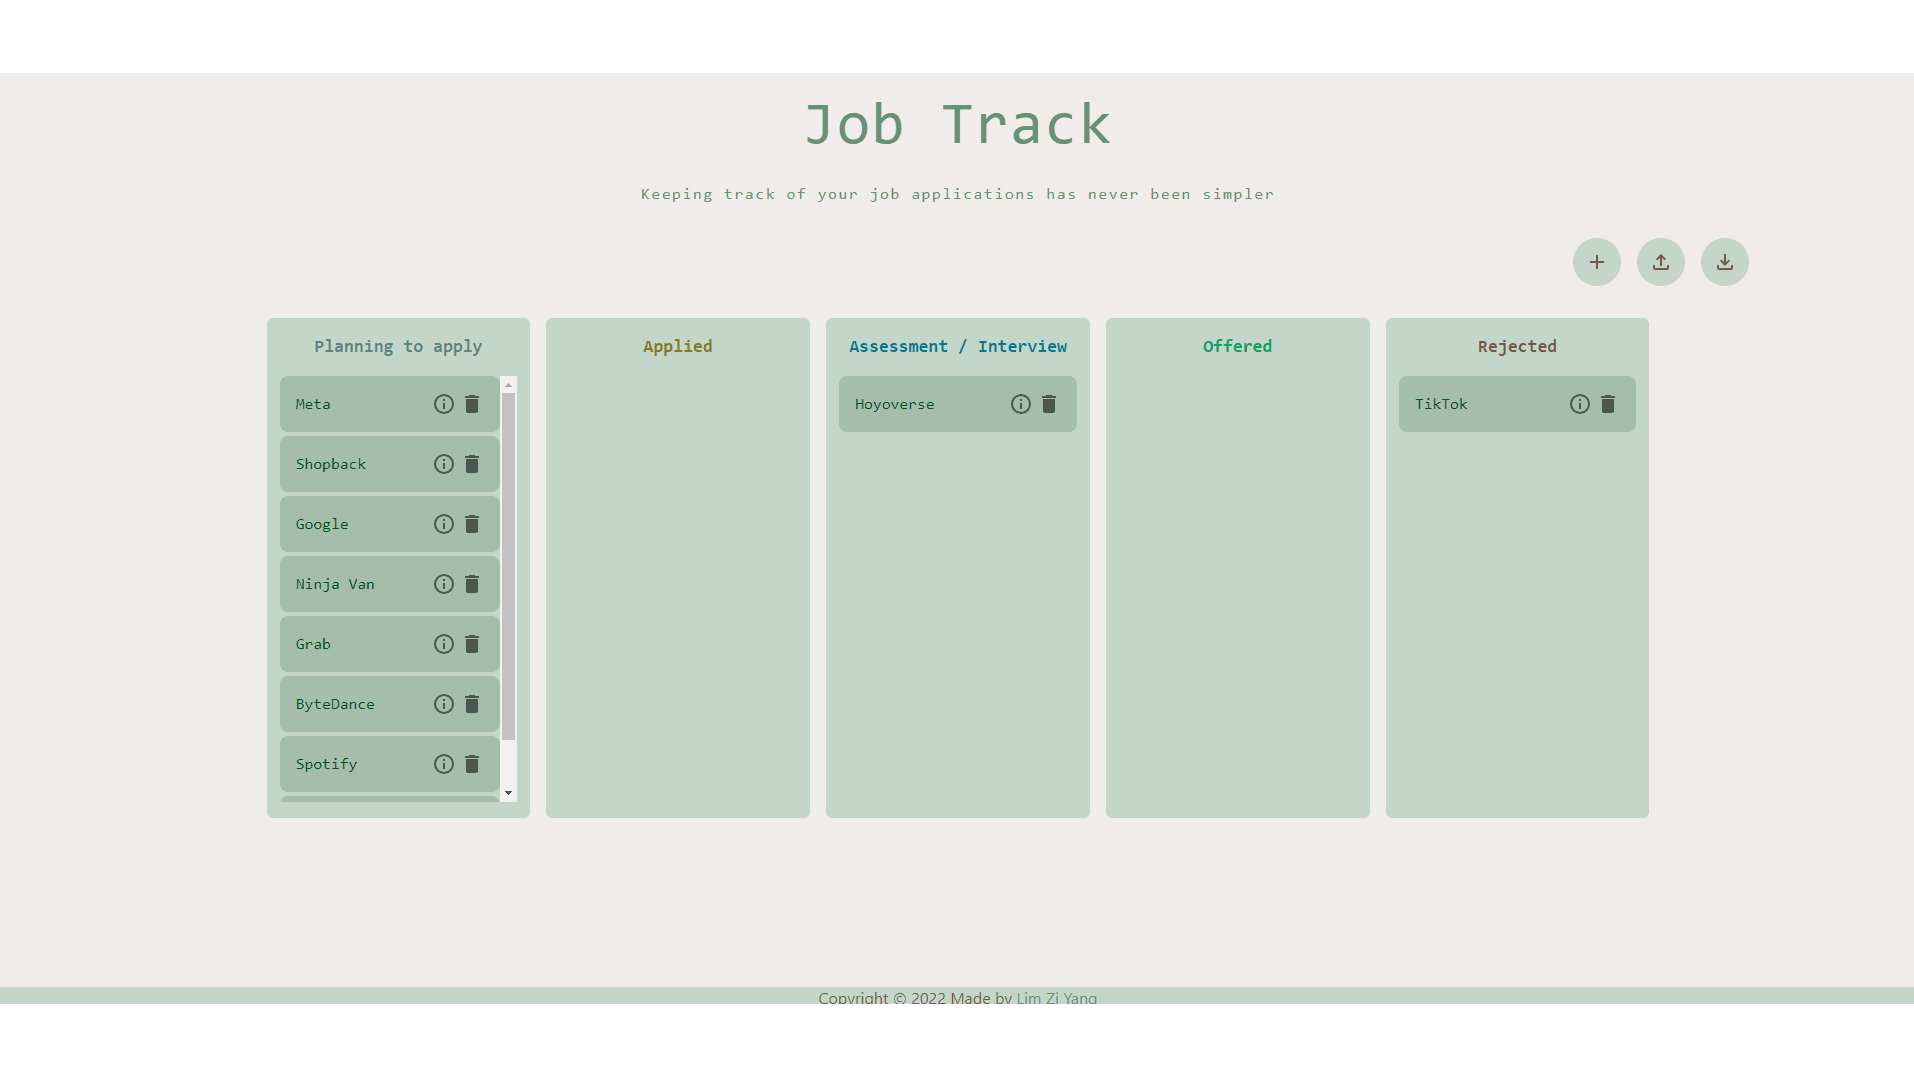 Job Track
Keeping track of your job applications has never been simpler
Planning to apply
Meta
Shopback
Google
Ninja Van
Grab
ByteDance
Spotify
Applied
Assessment / Interview
Hoyoverse
Offered
Rejected
TikTok
Copyright © 2022 Made by Lim Zi Yang